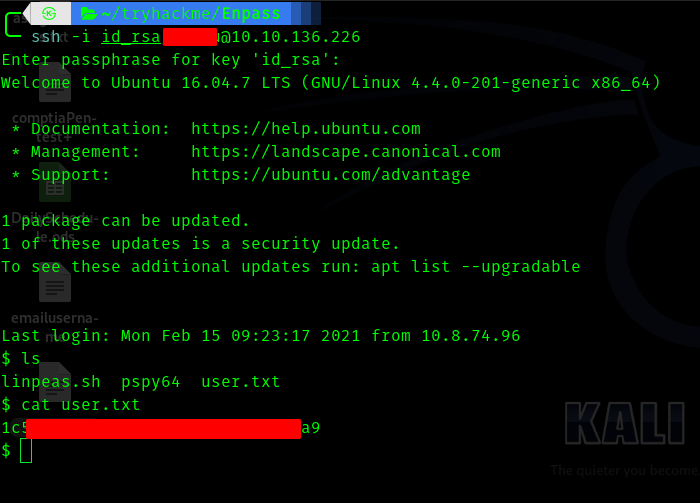 ~/tryhackme/Enpass
ssh -i id_rsa @10.10.136.226
Enter passphrase for key 'id_rsa':
Welcome to Ubuntu 16.04.7 LTS (GNU/Linux 4.4.0-201-generic x86_64)
* Documentation: https://help.ubuntu.com
* Management: https://landscape.canonical.com
* Support: https://ubuntu.com/advantage
comptiaPen-
test+
1 package can be updated.
1 of these updates is a security update.
To see these additional updates run: apt list --upgradable
emailuserna-
Last login: Mon Feb 15 09:23:17 2021 from 10.8.74.96
$ ls
linpeas.sh pspy64 user.txt
$ cat user.txt
1c5 a9
$
KALI
The quieter you become,